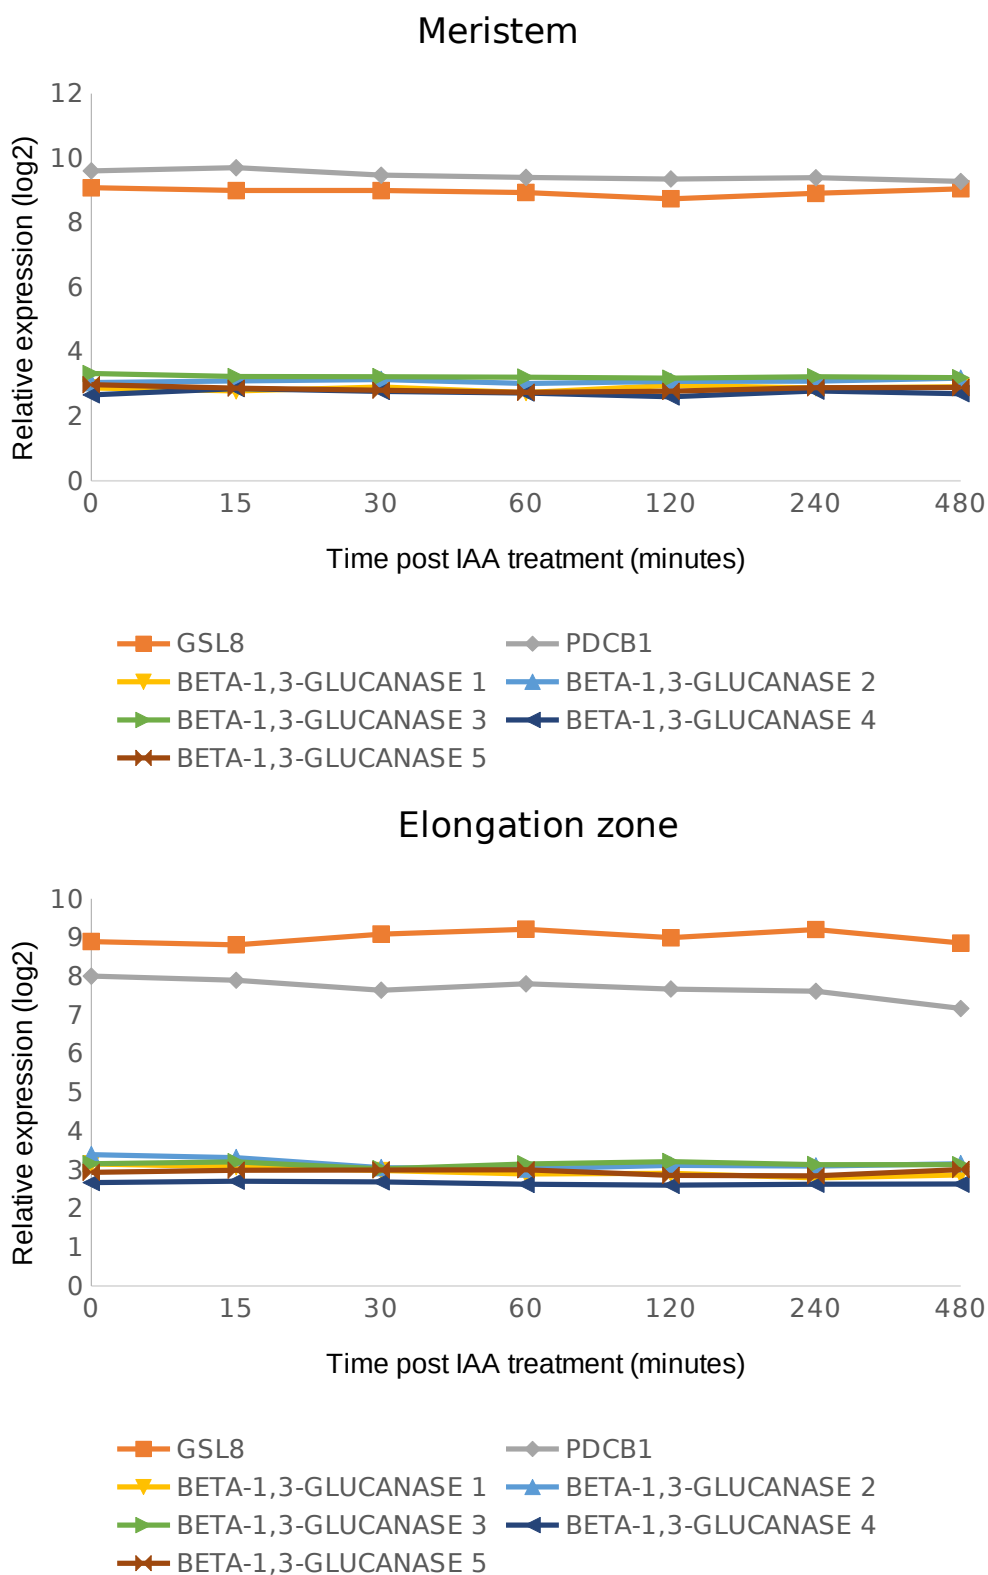 Meristem
12
10
8
6
4
2
0
Relative expression (log2)
0 15 30 60 120 240 480
Time post IAA treatment (minutes)
GSL8 PDCB1
BETA-1,3-GLUCANASE 1 BETA-1,3-GLUCANASE 2
BETA-1,3-GLUCANASE 3 BETA-1,3-GLUCANASE 4
BETA-1,3-GLUCANASE 5
Elongation zone
10
9
8
7
6
5
4
3
2
1
0
Relative expression (log2)
0 15 30 60 120 240 480
Time post IAA treatment (minutes)
GSL8 PDCB1
BETA-1,3-GLUCANASE 1 BETA-1,3-GLUCANASE 2
BETA-1,3-GLUCANASE 3 BETA-1,3-GLUCANASE 4
BETA-1,3-GLUCANASE 5